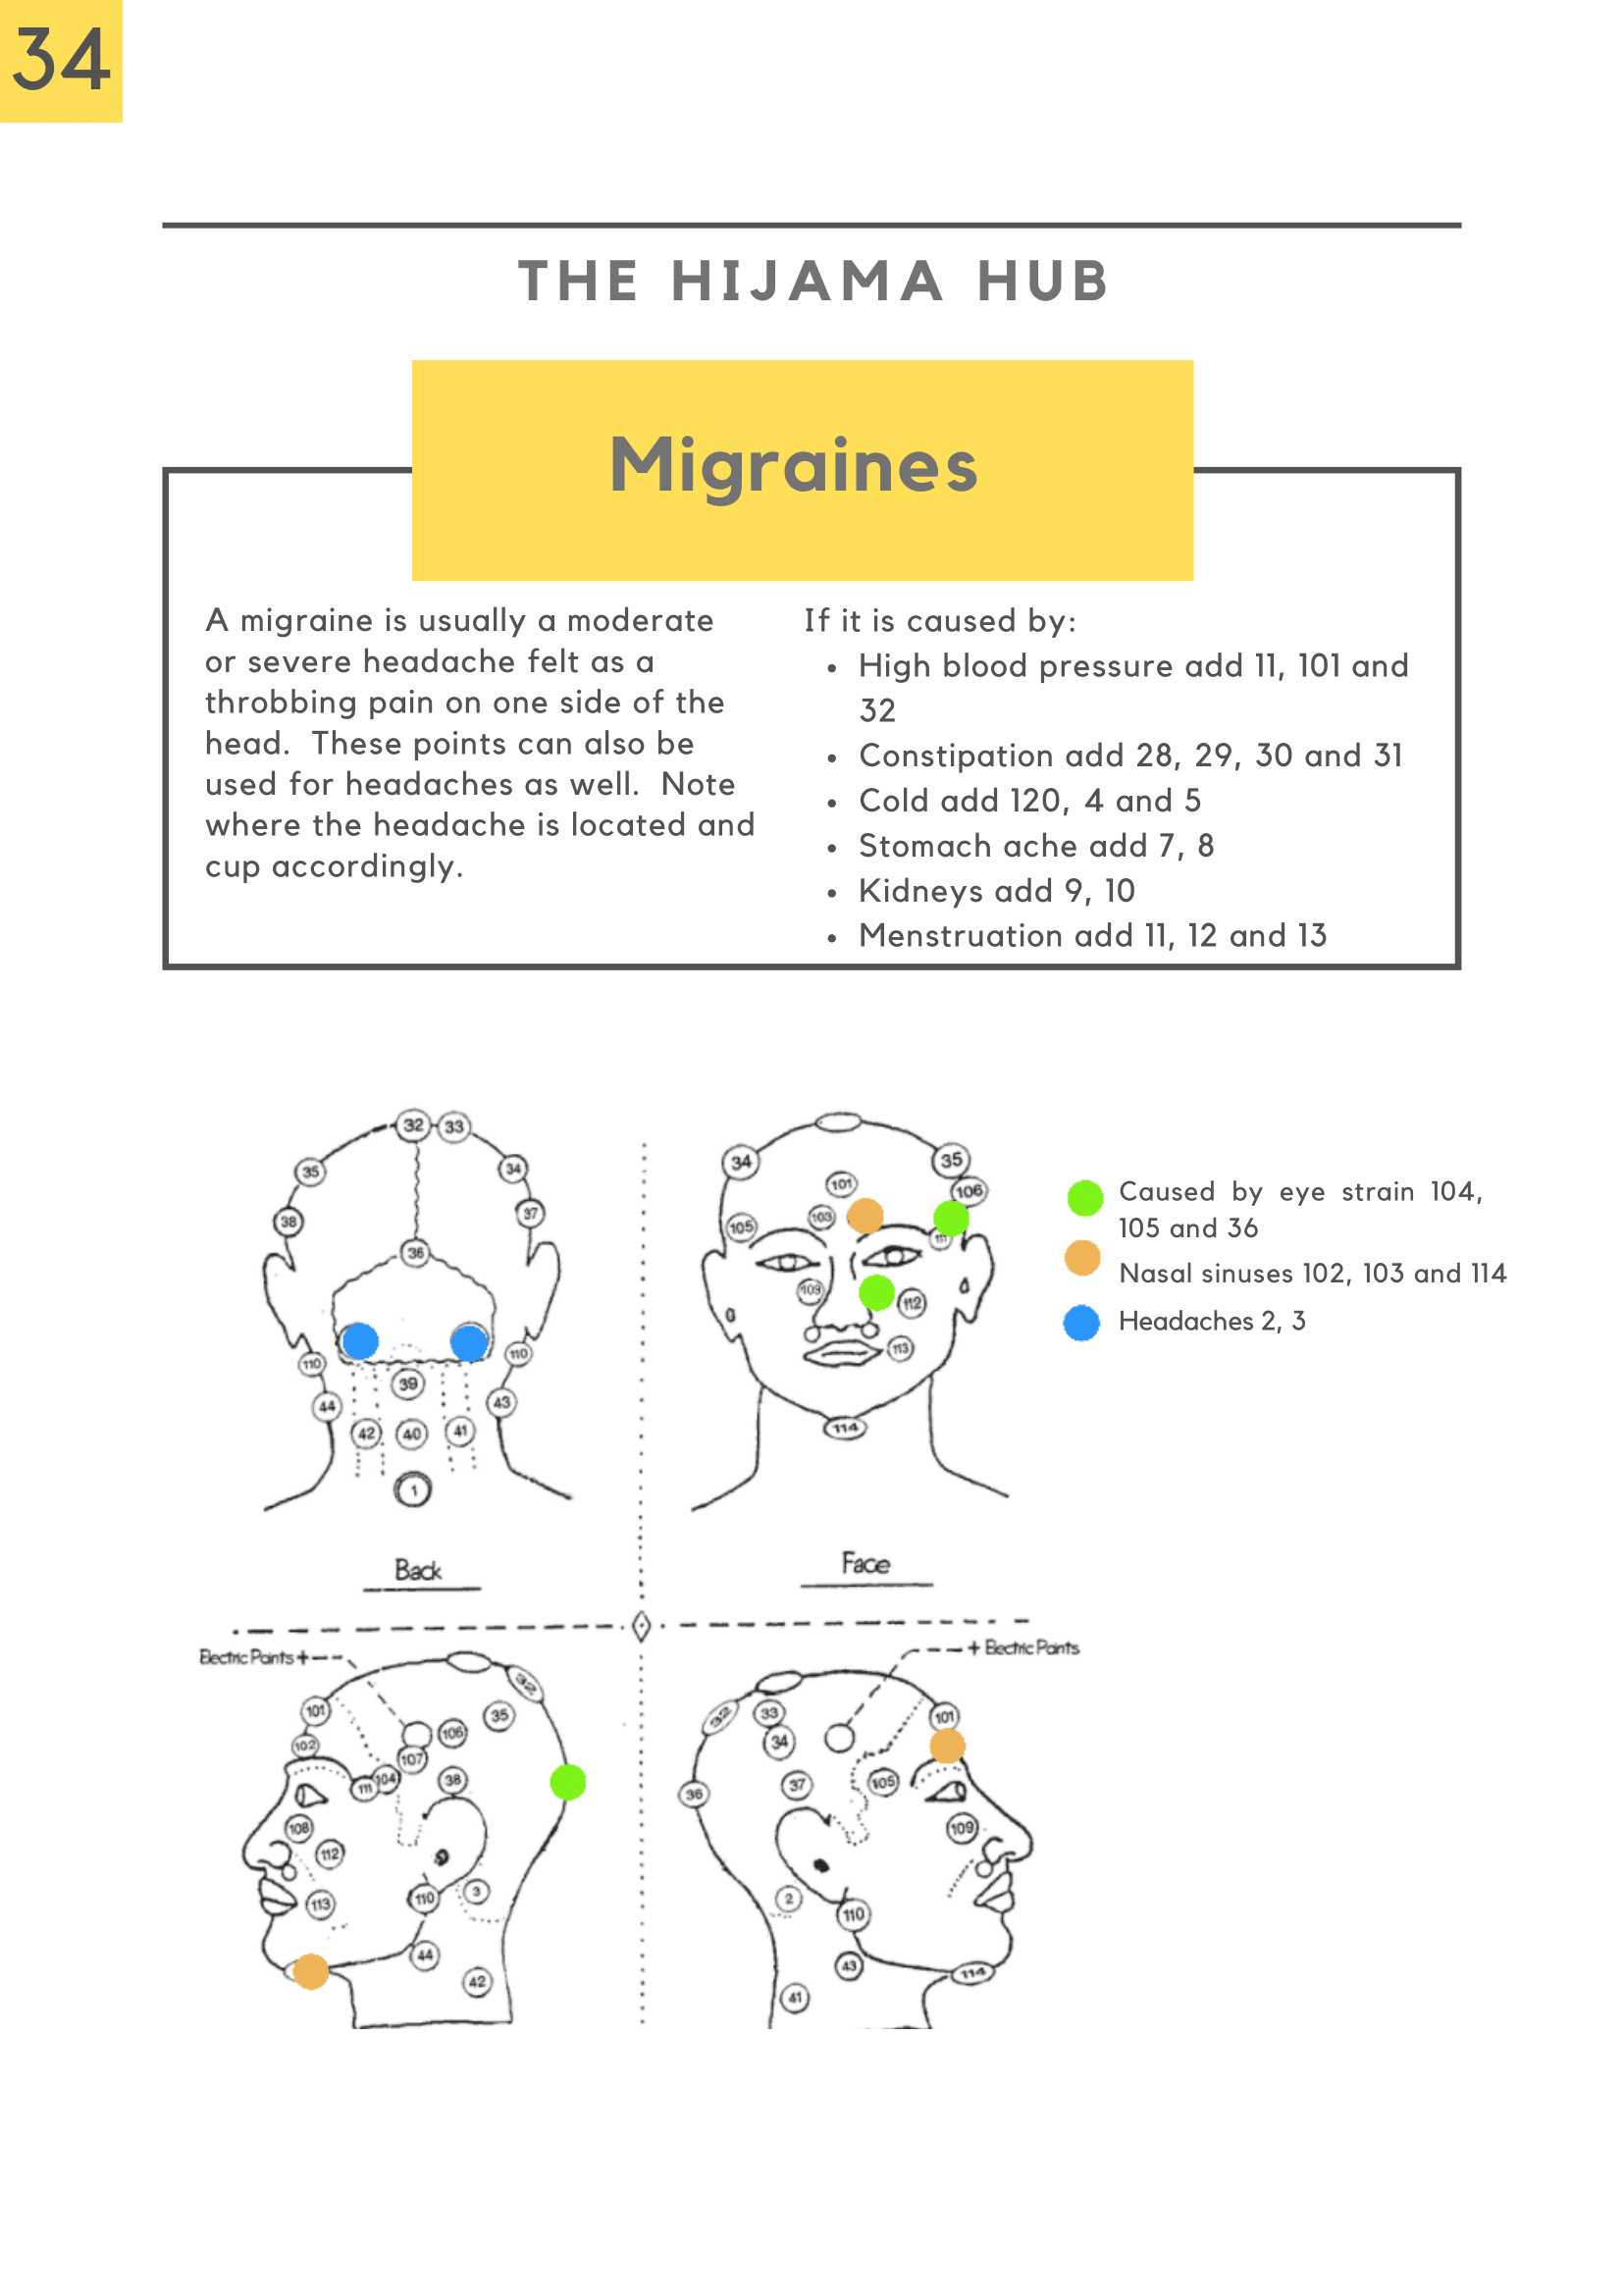 34
THE HIJAMA HUB
Migraines
A migraine is usually a moderate
or severe headache felt as a
throbbing pain on one side of the
head. These points can also be
used for headaches as well. Note
where the headache is located and
cup accordingly.
If it is caused by:
• High blood pressure add 11, 101 and
32
• Constipation add 28, 29, 30 and 31
• Cold add 120, 4 and 5
• Stomach ache add 7, 8
• Kidneys add 9, 10
• Menstruation add 11, 12 and 13
32 33
35 34
38 37
36
110 110
39
44 43
42 40 41
1
Back
34 35
101 106
103
105 111
109 112
113
114
Face
Caused by eye strain 104,
105 and 36
Nasal sinuses 102, 103 and 114
Headaches 2, 3
Electric Points +
32
101 35
102 106
107
111 104 38
108
112
113 110 3
44
42
+ Electric Points
32 33 101
34
36 37 105
109
2 110
43 114
41